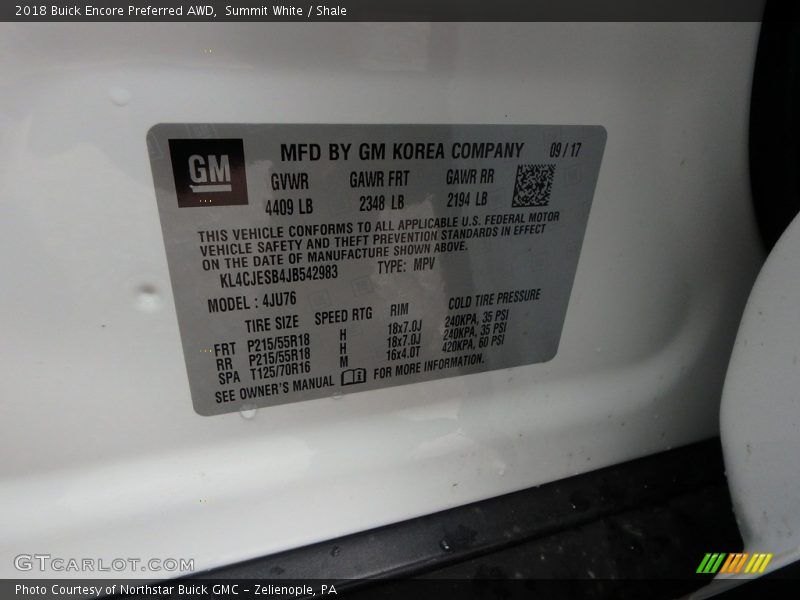 2018 Buick Encore Preferred AWD,  Summit White / Shale
GM
MFD BY GM KOREA COMPANY 09 / 17
GVWR GAWR FRT GAWR RR
4409 LB 2348 LB 2194 LB
THIS VEHICLE CONFORMS TO ALL APPLICABLE U.S. FEDERAL MOTOR
VEHICLE SAFETY AND THEFT PREVENTION STANDARDS IN EFFECT
ON THE DATE OF MANUFACTURE SHOWN ABOVE.
KL4CJESB4JB542983 TYPE: MPV
MODEL : 4JU76
TIRE SIZE SPEED RTG RIM COLD TIRE PRESSURE
FRT P215/55R18 H 18x7.0J 240KPA, 35 PSI
RR P215/55R18 H 18x7.0J 240KPA, 35 PSI
SPA T125/70R16 M 16x4.0T 420KPA, 60 PSI
SEE OWNER'S MANUAL FOR MORE INFORMATION.
GTCARLOT.COM
Photo Courtesy of Northstar Buick GMC - Zelienople, PA